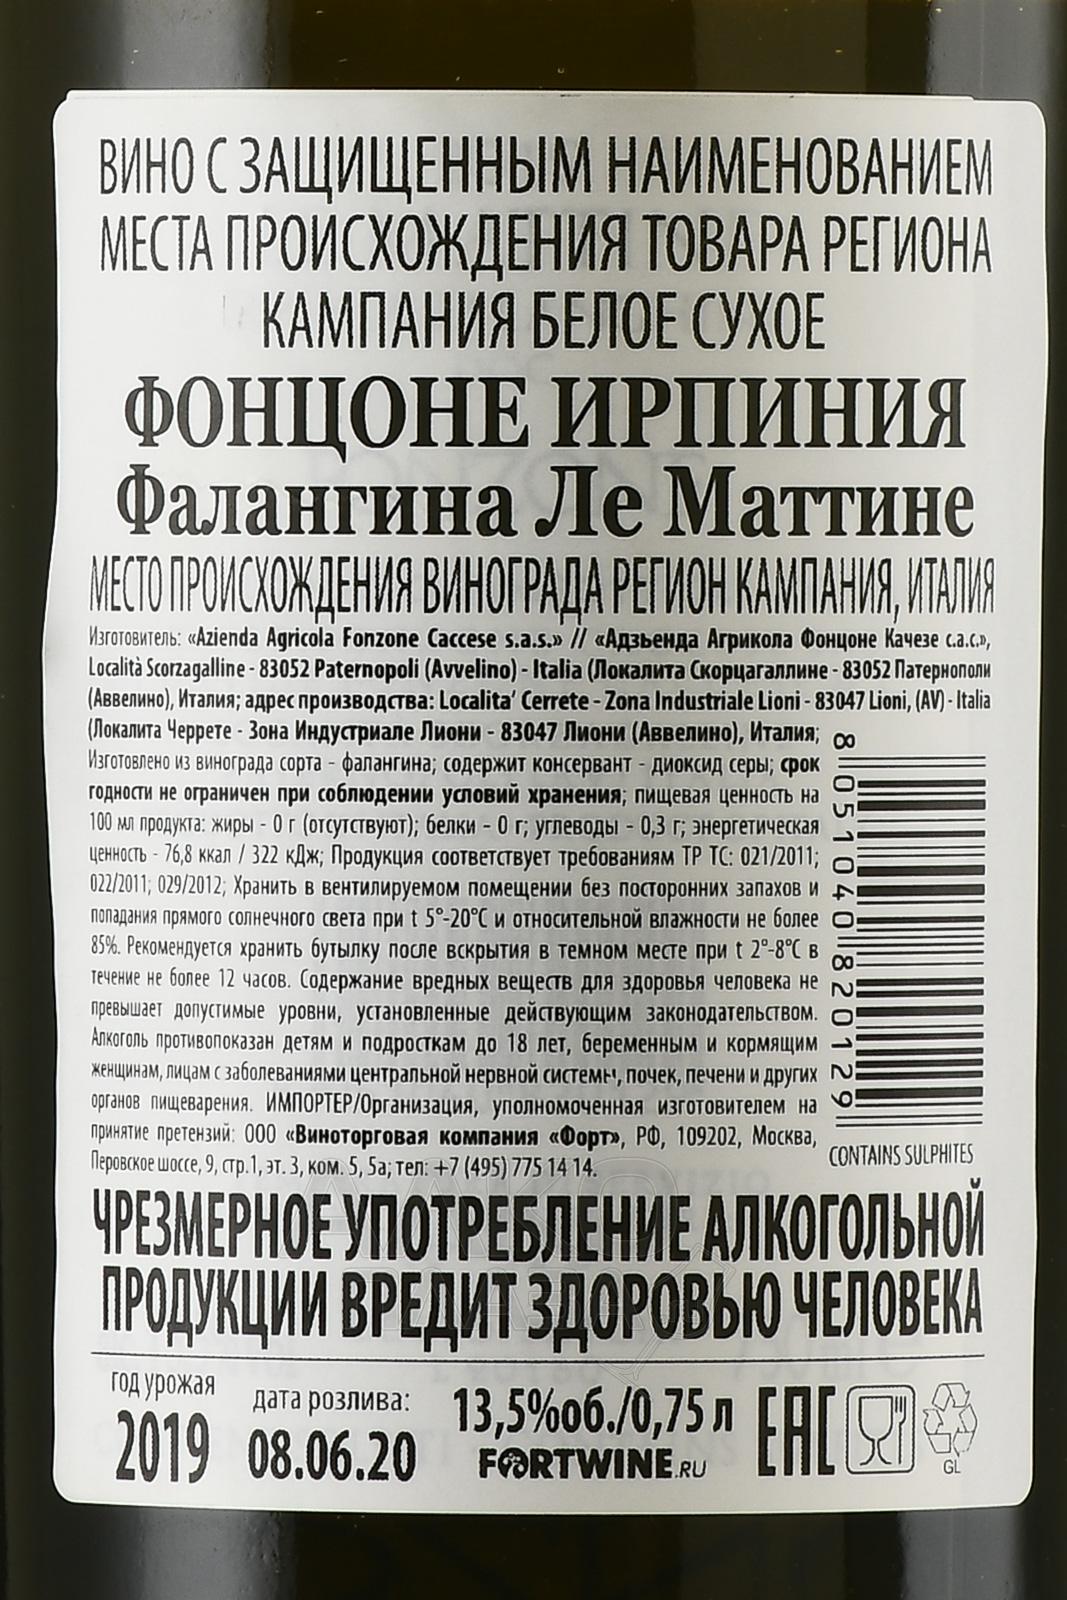 ВИНО С ЗАЩИЩЕННЫМ НАИМЕНОВАНИЕМ
МЕСТА ПРОИСХОЖДЕНИЯ ТОВАРА РЕГИОНА
КАМПАНИЯ БЕЛОЕ СУХОЕ
ФОНЦОНЕ ИРПИНИЯ
Фалангина Ле Маттине
МЕСТО ПРОИСХОЖДЕНИЯ ВИНОГРАДА РЕГИОН КАМПАНИЯ, ИТАЛИЯ
Изготовитель: «Azienda Agricola Fonzone Caccese s.a.s.» // «Адзьенда Агрикола Фонцоне Качезе с.а.с.»,
Località Scorzagalline - 83052 Paternopoli (Avvelino) - Italia (Локалита Скорцагаллине - 83052 Патернополи
(Аввелино), Италия; адрес производства: Localita' Cerrete - Zona Industriale Lioni - 83047 Lioni, (AV) - Italia
(Локалита Черрете - Зона Индустриале Лиони - 83047 Лиони (Аввелино), Италия;
Изготовлено из винограда сорта - фалангина; содержит консервант - диоксид серы; срок
годности не ограничен при соблюдении условий хранения; пищевая ценность на
100 мл продукта: жиры - 0 г (отсутствуют); белки - 0 г; углеводы - 0,3 г; энергетическая
ценность - 76,8 ккал / 322 кДж; Продукция соответствует требованиям ТР ТС: 021/2011;
022/2011; 029/2012; Хранить в вентилируемом помещении без посторонних запахов и
попадания прямого солнечного света при t 5°-20°C и относительной влажности не более
85%. Рекомендуется хранить бутылку после вскрытия в темном месте при t 2°-8°C в
течение не более 12 часов. Содержание вредных веществ для здоровья человека не
превышает допустимые уровни, установленные действующим законодательством.
Алкоголь противопоказан детям и подросткам до 18 лет, беременным и кормящим
женщинам, лицам с заболеваниями центральной нервной системы, почек, печени и других
органов пищеварения. ИМПОРТЕР/Организация, уполномоченная изготовителем на
принятие претензий: ООО «Виноторговая компания «Форт», РФ, 109202, Москва,
Перовское шоссе, 9, стр.1, эт. 3, ком. 5, 5а; тел: +7 (495) 775 14 14.
8 051040 820129
CONTAINS SULPHITES
ЧРЕЗМЕРНОЕ УПОТРЕБЛЕНИЕ АЛКОГОЛЬНОЙ
ПРОДУКЦИИ ВРЕДИТ ЗДОРОВЬЮ ЧЕЛОВЕКА
год урожая
2019
дата розлива:
08.06.20
13,5%об./0,75 л
FORTWINE.RU
EAC
GL